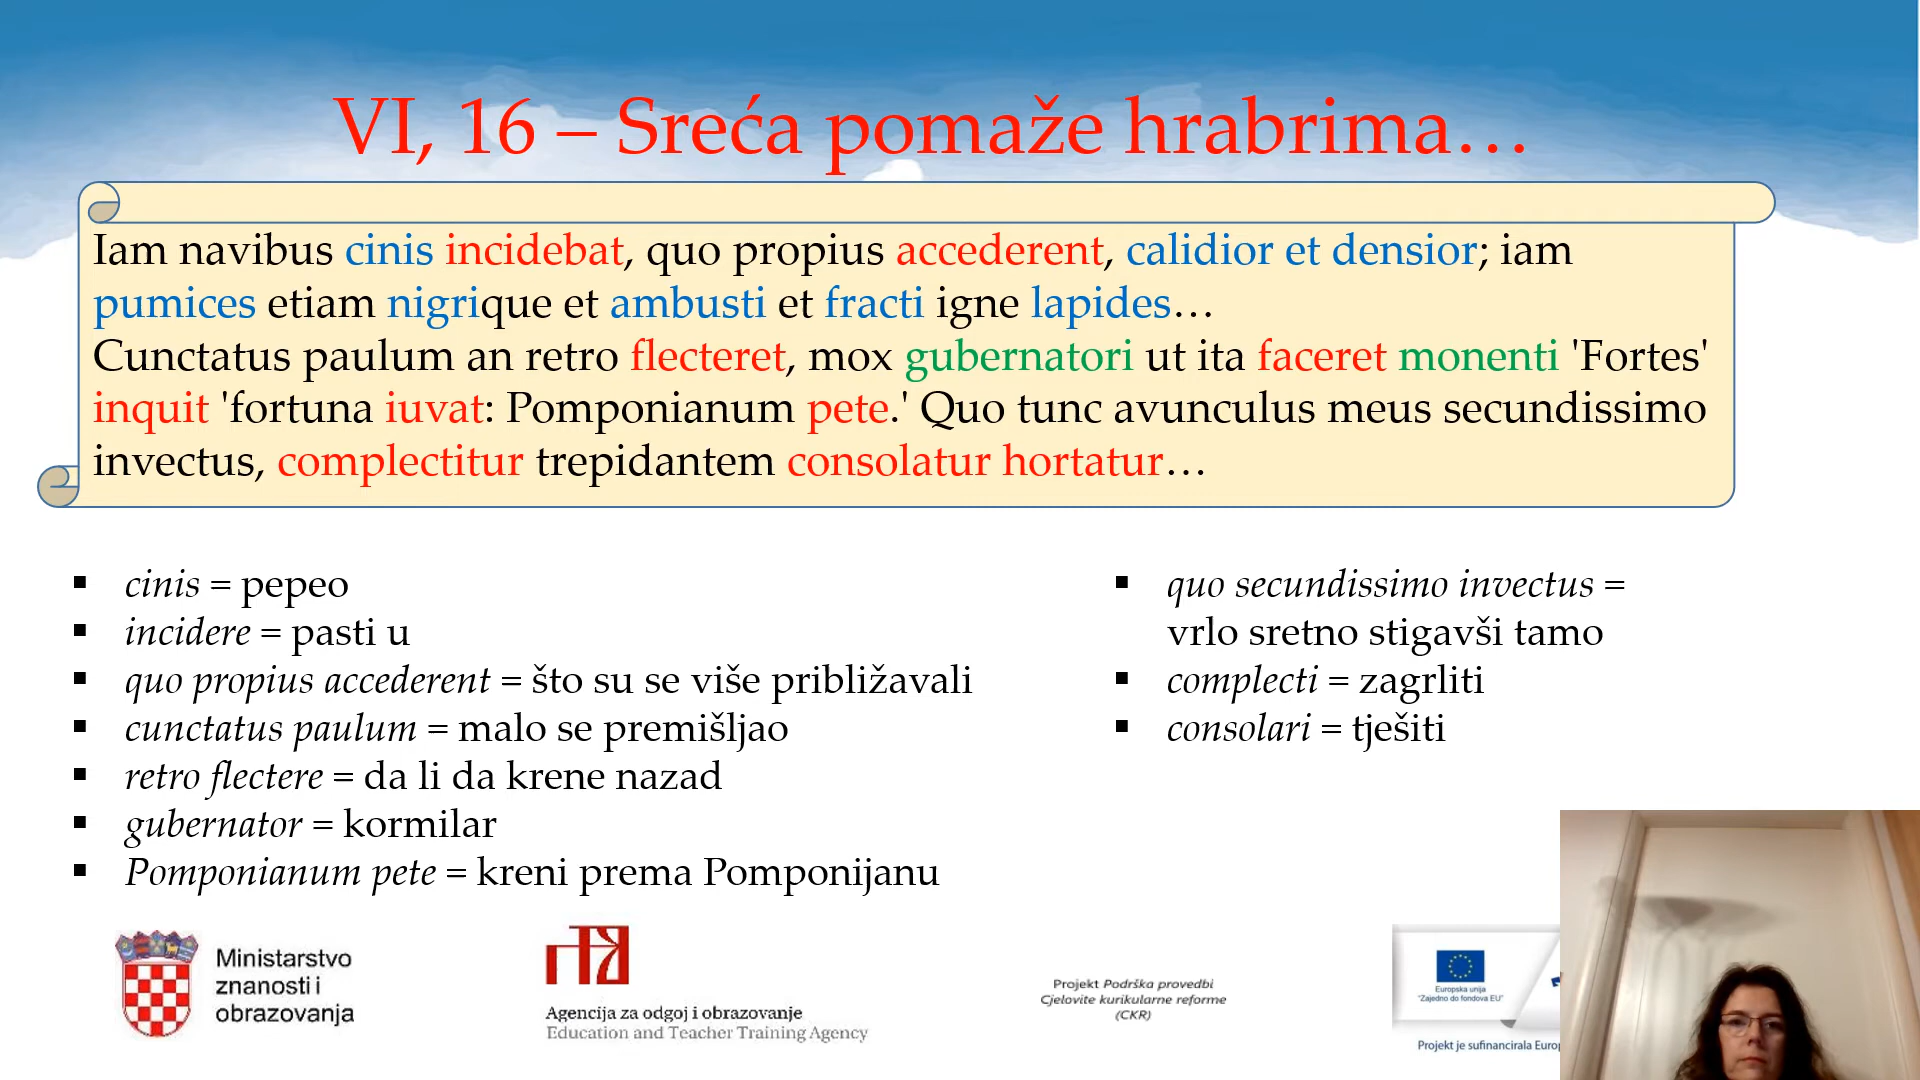 VI, 16 – Sreća pomaže hrabrima…
Iam navibus cinis incidebat, quo propius accederent, calidior et densior; iam
pumices etiam nigrique et ambusti et fracti igne lapides…
Cunctatus paulum an retro flecteret, mox gubernatori ut ita faceret monenti 'Fortes'
inquit 'fortuna iuvat: Pomponianum pete.' Quo tunc avunculus meus secundissimo
invectus, complectitur trepidantem consolatur hortatur…
▪ cinis = pepeo
▪ incidere = pasti u
▪ quo propius accederent = što su se više približavali
▪ cunctatus paulum = malo se premišljao
▪ retro flectere = da li da krene nazad
▪ gubernator = kormilar
▪ Pomponianum pete = kreni prema Pomponijanu
▪ quo secundissimo invectus =
vrlo sretno stigavši tamo
▪ complecti = zagrliti
▪ consolari = tješiti
Ministarstvo
znanosti i
obrazovanja
Agencija za odgoj i obrazovanje
Education and Teacher Training Agency
Projekt Podrška provedbi
Cjelovite kurikularne reforme
(CKR)
Europska unija
"Zajedno do fondova EU"
Projekt je sufinancirala